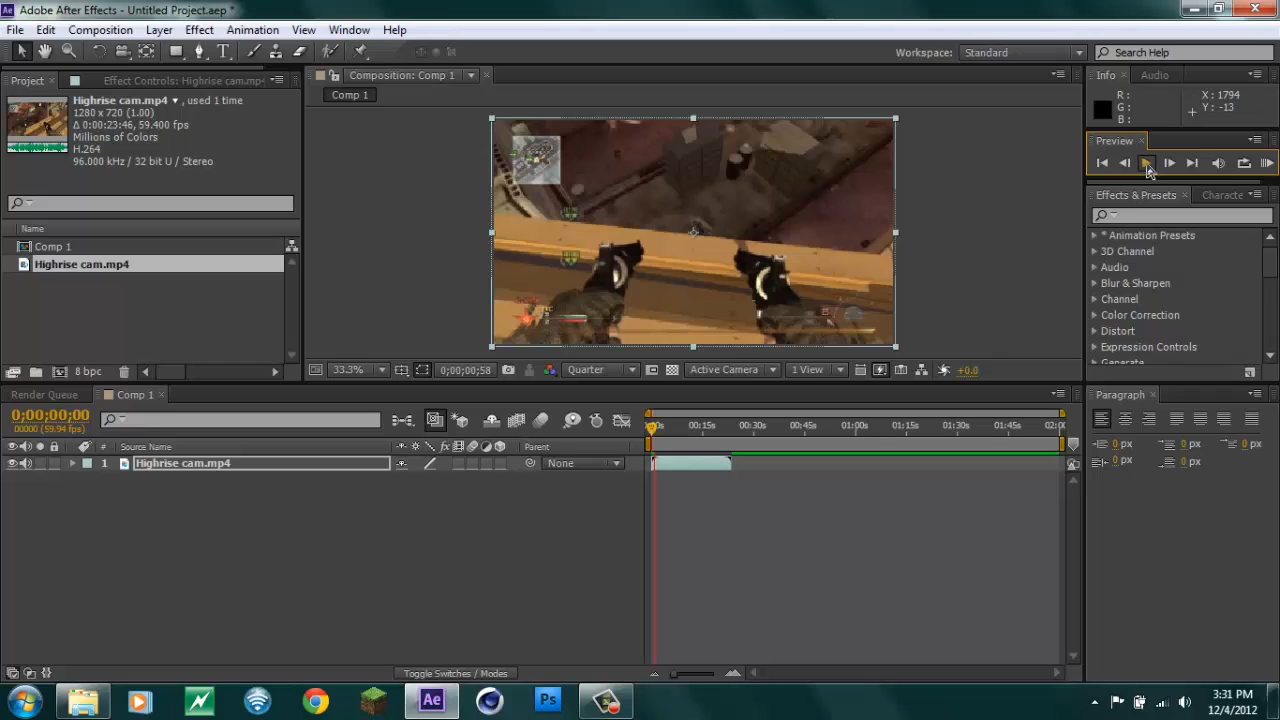 Adobe After Effects - Untitled Project.aep *
File Edit Composition Layer Effect Animation View Window Help
Workspace: Standard Search Help
Project Effect Controls: Highrise cam.mp4
Composition: Comp 1
Info Audio
Highrise cam.mp4 , used 1 time
1280 x 720 (1.00)
Δ 0:00:23:46, 59.400 fps
Millions of Colors
H.264
96.000 kHz / 32 bit U / Stereo
Comp 1
R :
G :
B :
X : 1794
Y : -13
Preview
Effects & Presets Characte
Name
Comp 1
Highrise cam.mp4
* Animation Presets
3D Channel
Audio
Blur & Sharpen
Channel
Color Correction
Distort
Expression Controls
Generate
8 bpc
33.3% 0;00;00;58 Quarter Active Camera 1 View +0.0
Render Queue Comp 1
Paragraph
0;00;00;00
00000 (59.94 fps)
:00s 00:15s 00:30s 00:45s 01:00s 01:15s 01:30s 01:45s 02:0
# Source Name Parent
1 Highrise cam.mp4 None
0 px 0 px 0 px
0 px 0 px
Toggle Switches / Modes
Ae Ps
3:31 PM
12/4/2012